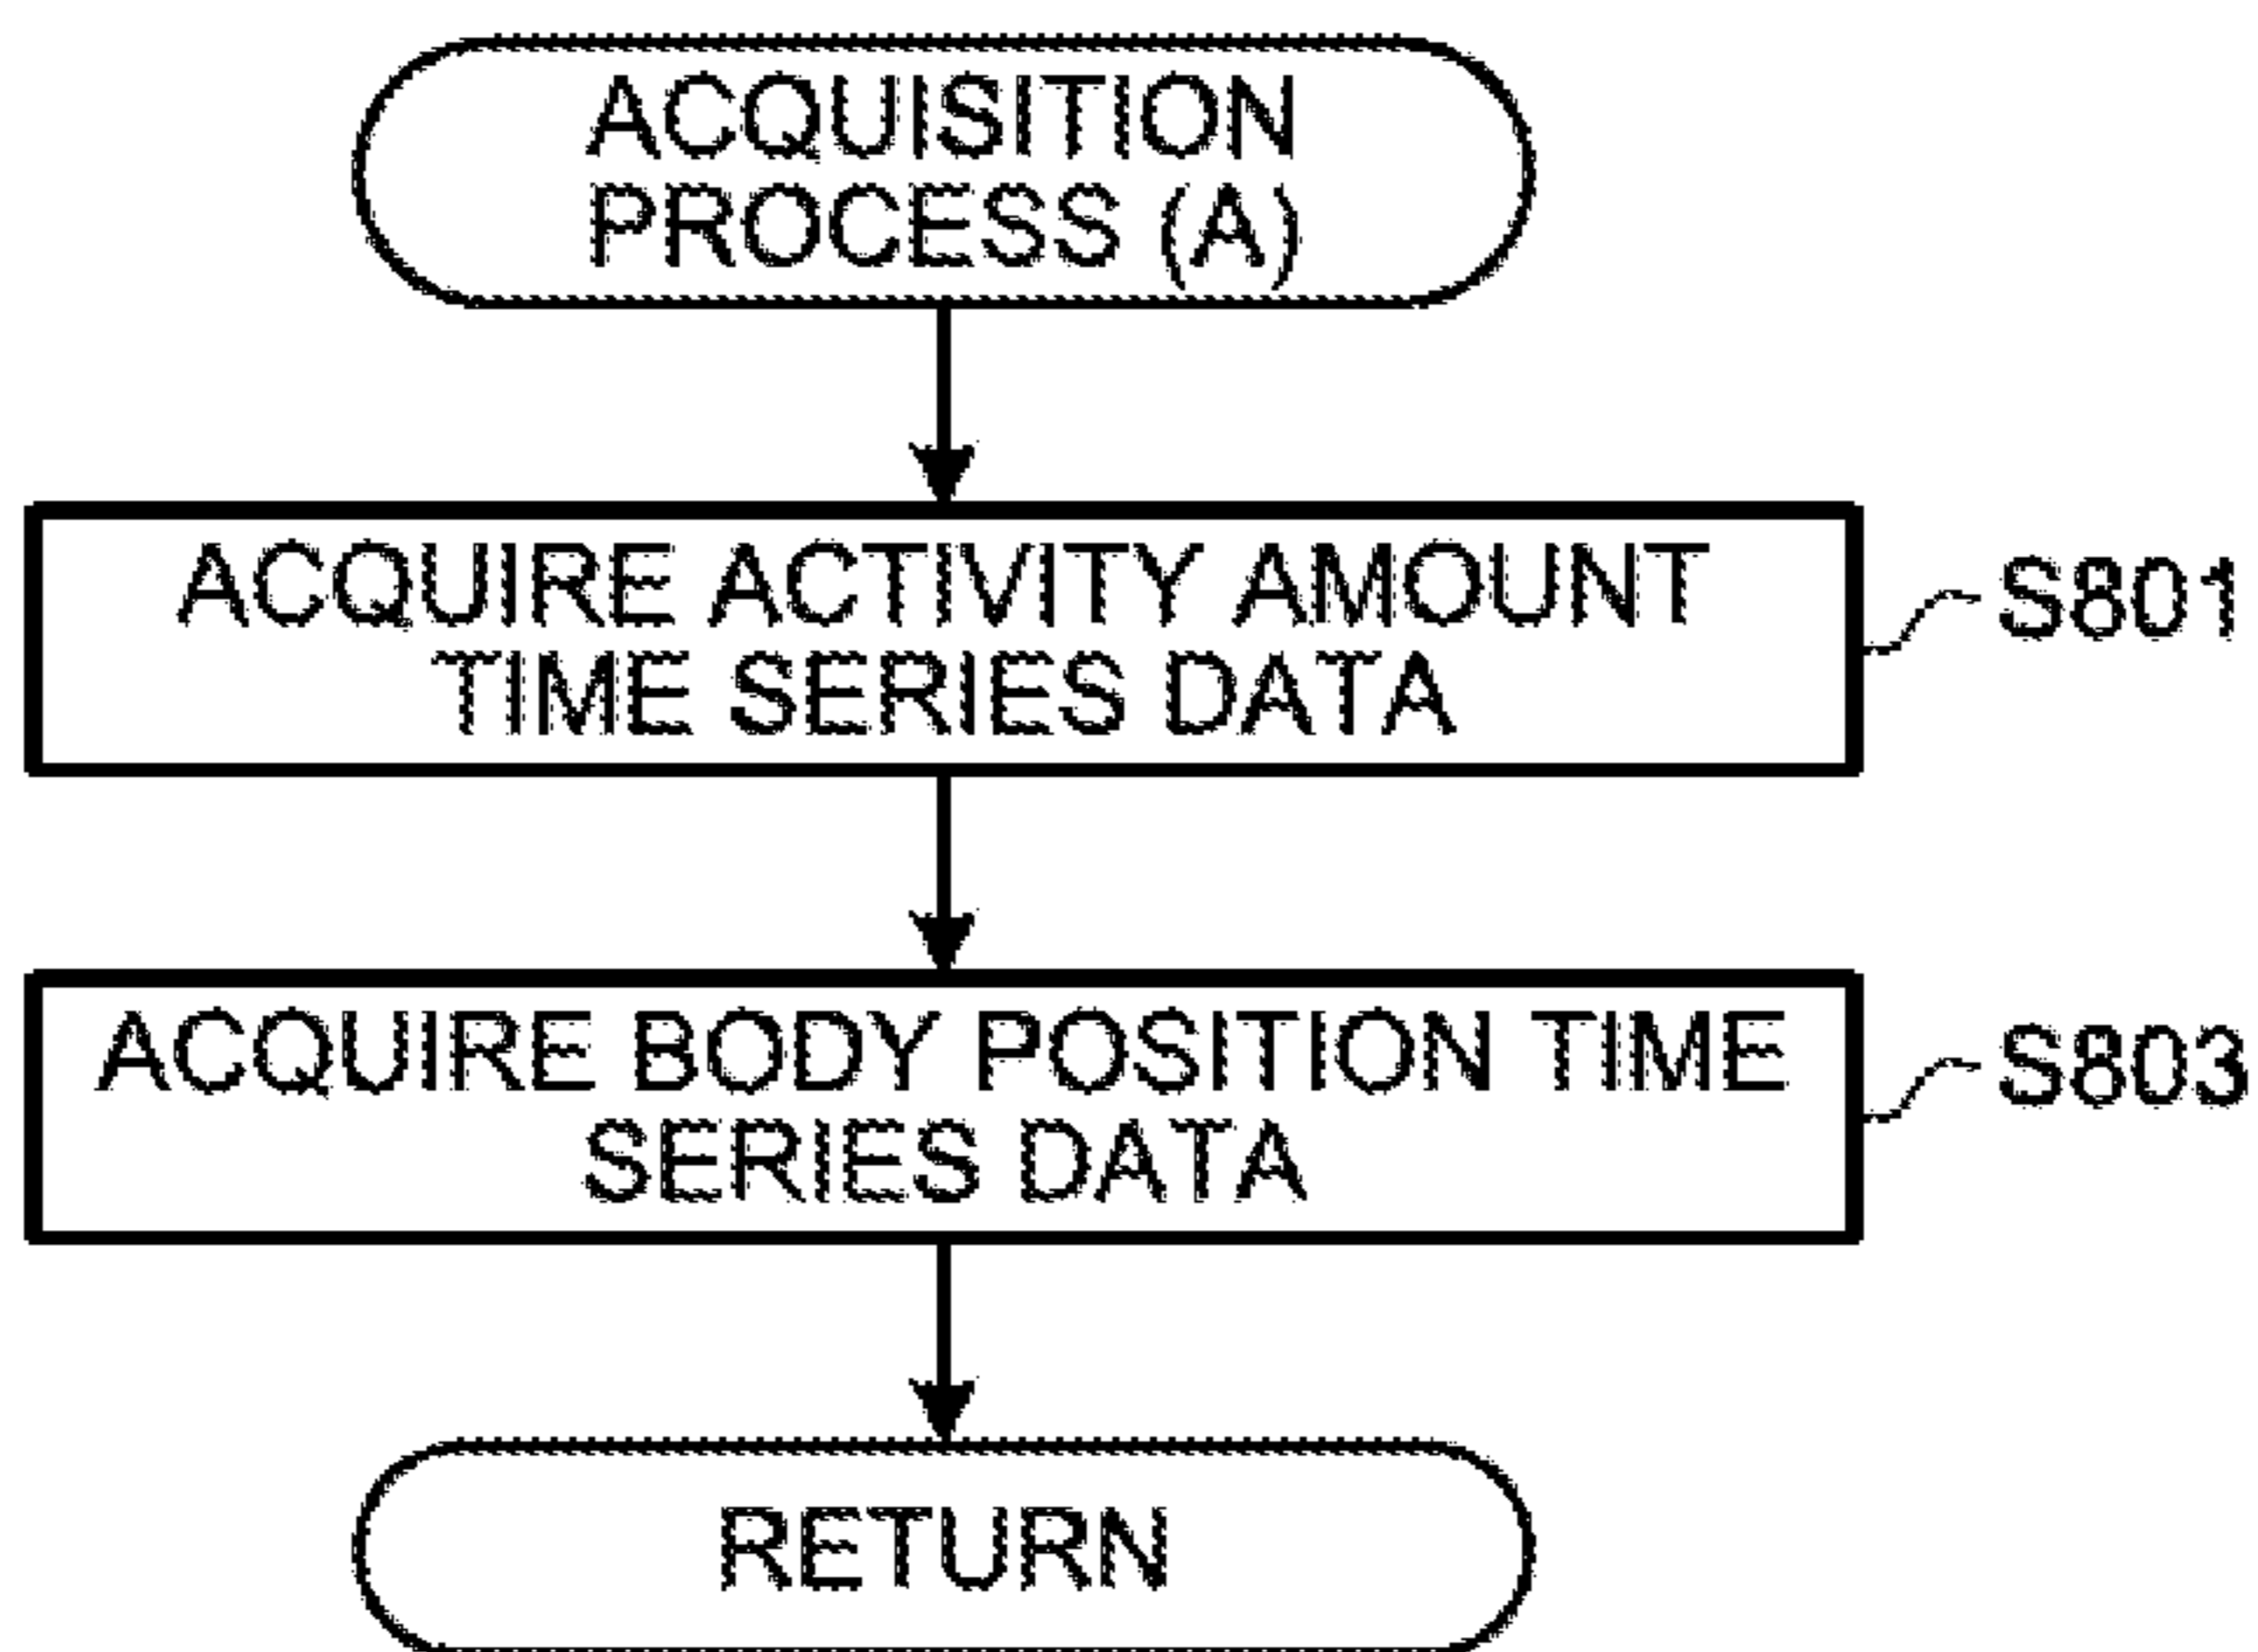 ACQUISITION
PROCESS (A)
ACQUIRE ACTIVITY AMOUNT
TIME SERIES DATA
S801
ACQUIRE BODY POSITION TIME
SERIES DATA
S803
RETURN